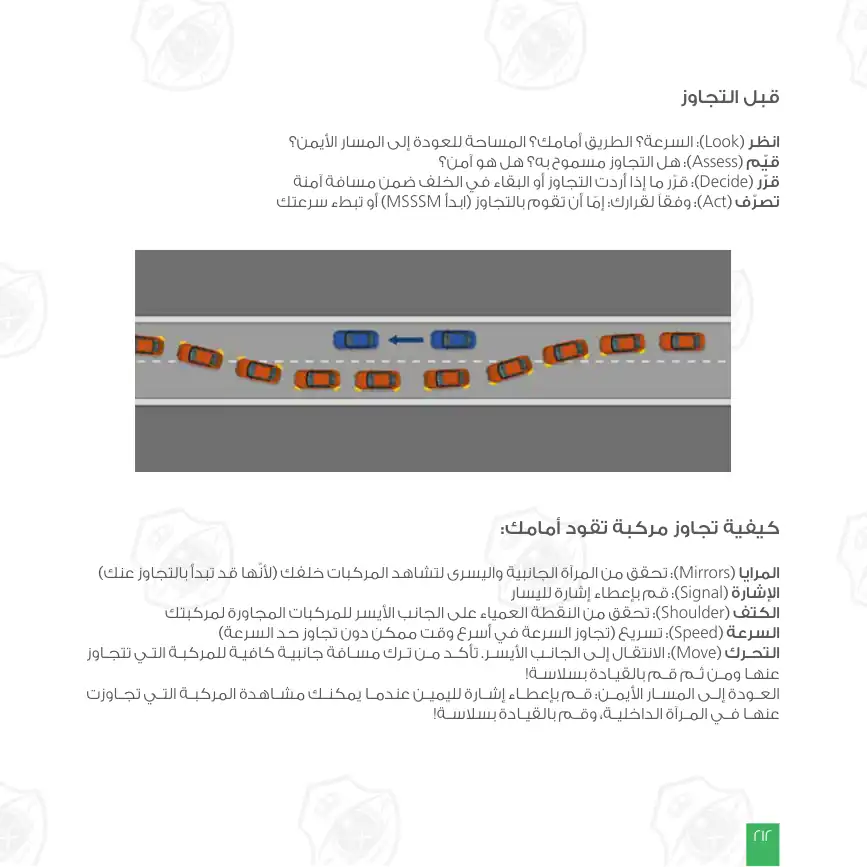 قبل التجاوز
انظر (Look): السرعة؟ الطريق أمامك؟ المساحة للعودة إلى المسار الأيمن؟
قيّم (Assess): هل التجاوز مسموح به؟ هل هو آمن؟
قرّر (Decide): قرّر ما إذا أردت التجاوز أو البقاء في الخلف ضمن مسافة آمنة
تصرّف (Act): وفقاً لقرارك: إمّا أن تقوم بالتجاوز (ابدأ MSSSM) أو تبطء سرعتك
كيفية تجاوز مركبة تقود أمامك:
المرايا (Mirrors): تحقق من المرآة الجانبية واليسرى لتشاهد المركبات خلفك (لأنّها قد تبدأ بالتجاوز عنك)
الإشارة (Signal): قم بإعطاء إشارة لليسار
الكتف (Shoulder): تحقق من النقطة العمياء على الجانب الأيسر للمركبات المجاورة لمركبتك
السرعة (Speed): تسريع (تجاوز السرعة في أسرع وقت ممكن دون تجاوز حد السرعة)
التحرك (Move): الانتقال إلى الجانب الأيسر. تأكد من ترك مسافة جانبية كافية للمركبة التي تتجاوز
عنها ومن ثم قم بالقيادة بسلاسة!
العودة إلى المسار الأيمن: قم بإعطاء إشارة لليمين عندما يمكنك مشاهدة المركبة التي تجاوزت
عنها في المرآة الداخلية، وقم بالقيادة بسلاسة!
٢١٢